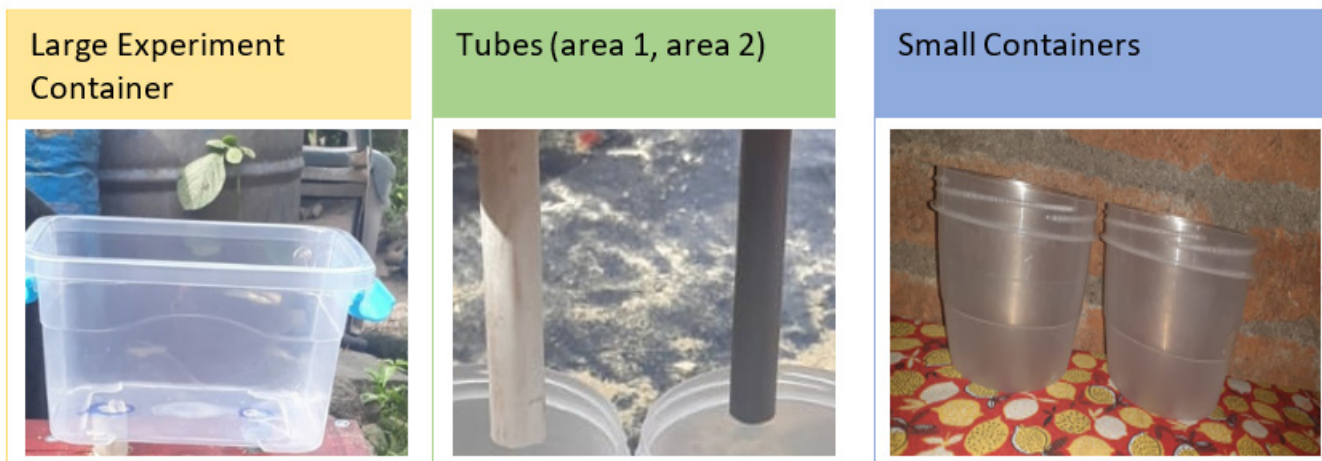 Large Experiment
Container
Tubes (area 1, area 2)
Small Containers